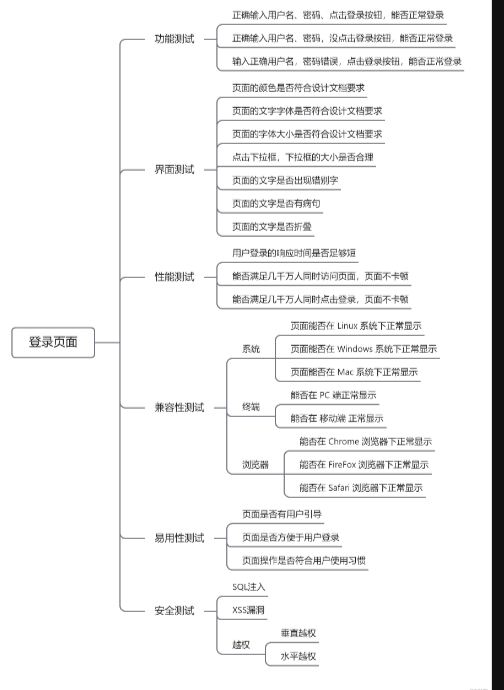 登录页面
功能测试
正确输入用户名、密码、点击登录按钮，能否正常登录
正确输入用户名、密码，没点击登录按钮，能否正常登录
输入正确用户名，密码错误，点击登录按钮，能否正常登录
界面测试
页面的颜色是否符合设计文档要求
页面的文字字体是否符合设计文档要求
页面的字体大小是否符合设计文档要求
点击下拉框，下拉框的大小是否合理
页面的文字是否出现错别字
页面的文字是否有病句
页面的文字是否折叠
性能测试
用户登录的响应时间是否足够短
能否满足几千万人同时访问页面，页面不卡顿
能否满足几千万人同时点击登录，页面不卡顿
兼容性测试
系统
页面能否在 Linux 系统下正常显示
页面能否在 Windows 系统下正常显示
页面能否在 Mac 系统下正常显示
终端
能否在 PC 端正常显示
能否在 移动端 正常显示
浏览器
能否在 Chrome 浏览器下正常显示
能否在 FireFox 浏览器下正常显示
能否在 Safari 浏览器下正常显示
易用性测试
页面是否有用户引导
页面是否方便于用户登录
页面操作是否符合用户使用习惯
安全测试
SQL注入
XSS漏洞
越权
垂直越权
水平越权